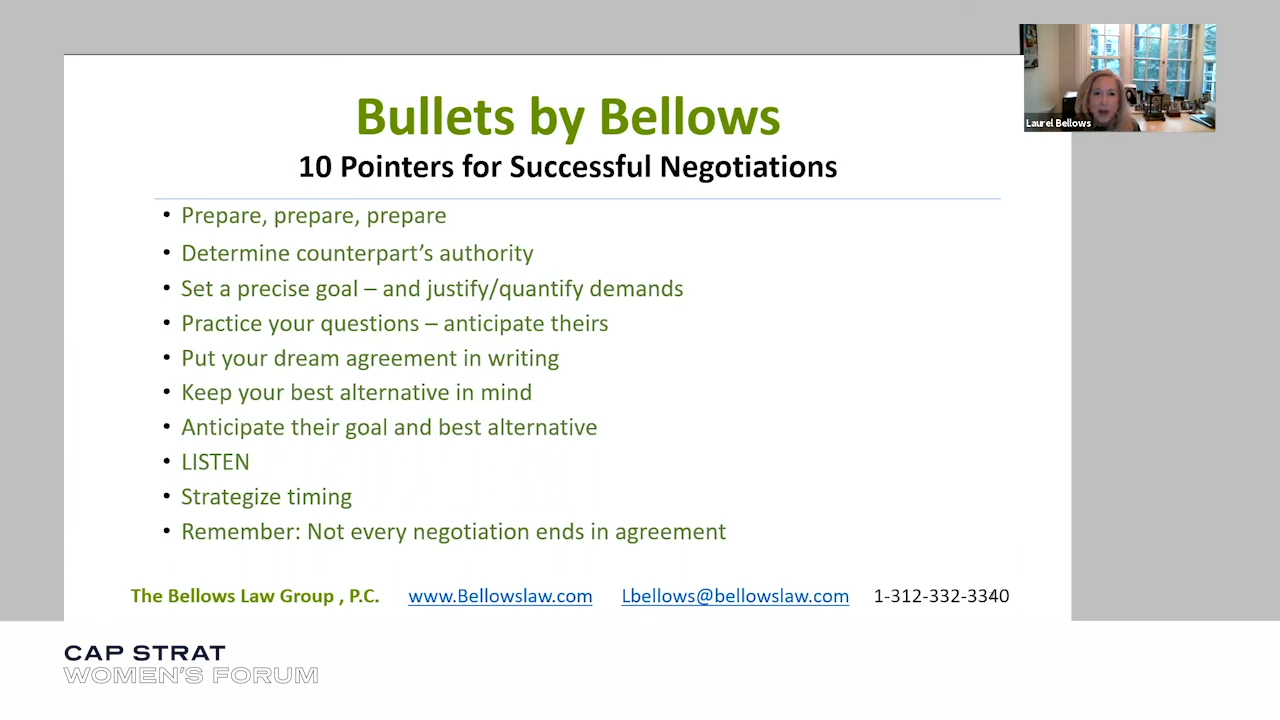 Bullets by Bellows
10 Pointers for Successful Negotiations
Laurel Bellows
• Prepare, prepare, prepare
• Determine counterpart’s authority
• Set a precise goal – and justify/quantify demands
• Practice your questions – anticipate theirs
• Put your dream agreement in writing
• Keep your best alternative in mind
• Anticipate their goal and best alternative
• LISTEN
• Strategize timing
• Remember: Not every negotiation ends in agreement
The Bellows Law Group , P.C. www.Bellowslaw.com Lbellows@bellowslaw.com 1-312-332-3340
CAP STRAT
WOMEN'S FORUM